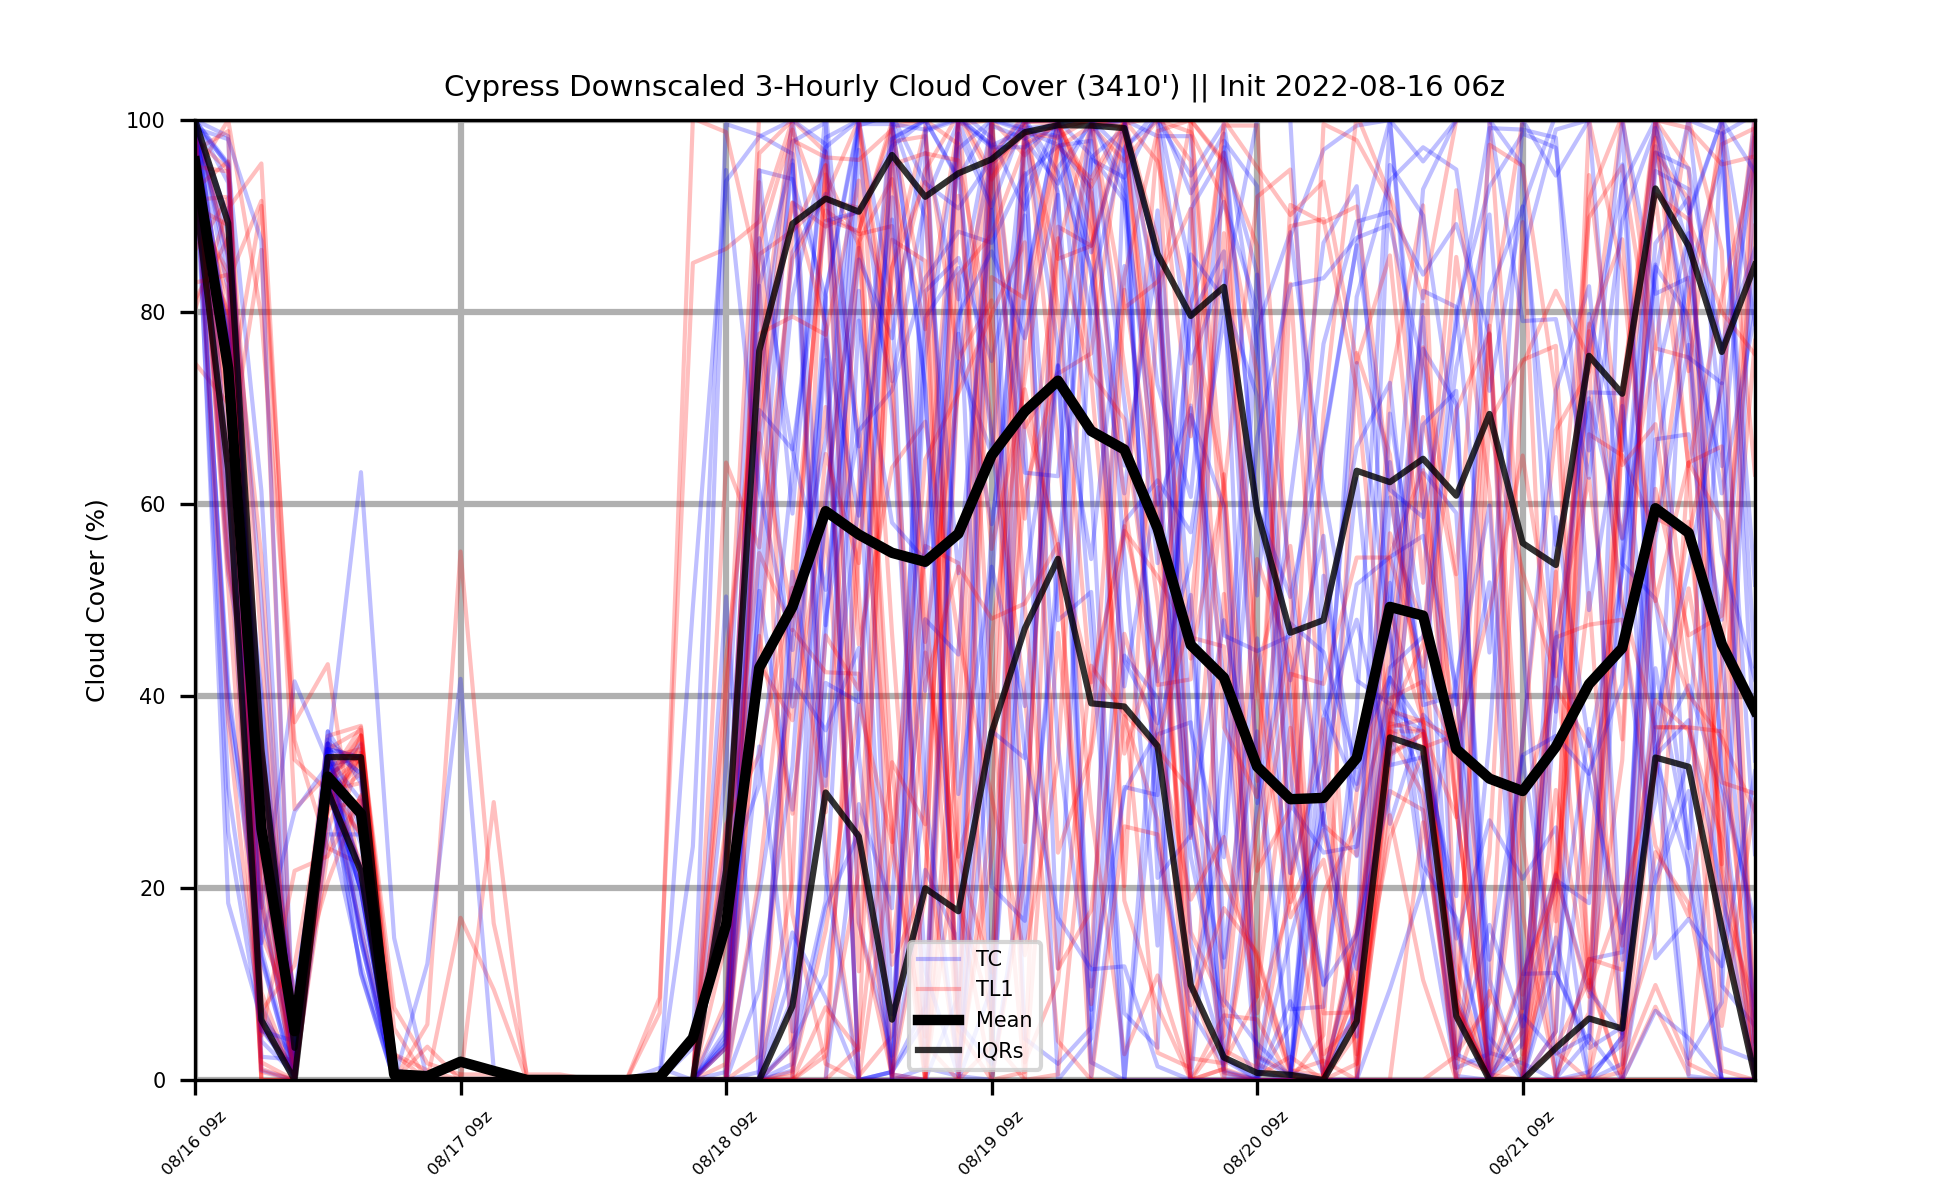 Cypress Downscaled 3-Hourly Cloud Cover (3410') || Init 2022-08-16 06z
Cloud Cover (%)
100
80
60
40
20
0
TC
TL1
Mean
IQRs
08/16 09z
08/17 09z
08/18 09z
08/19 09z
08/20 09z
08/21 09z